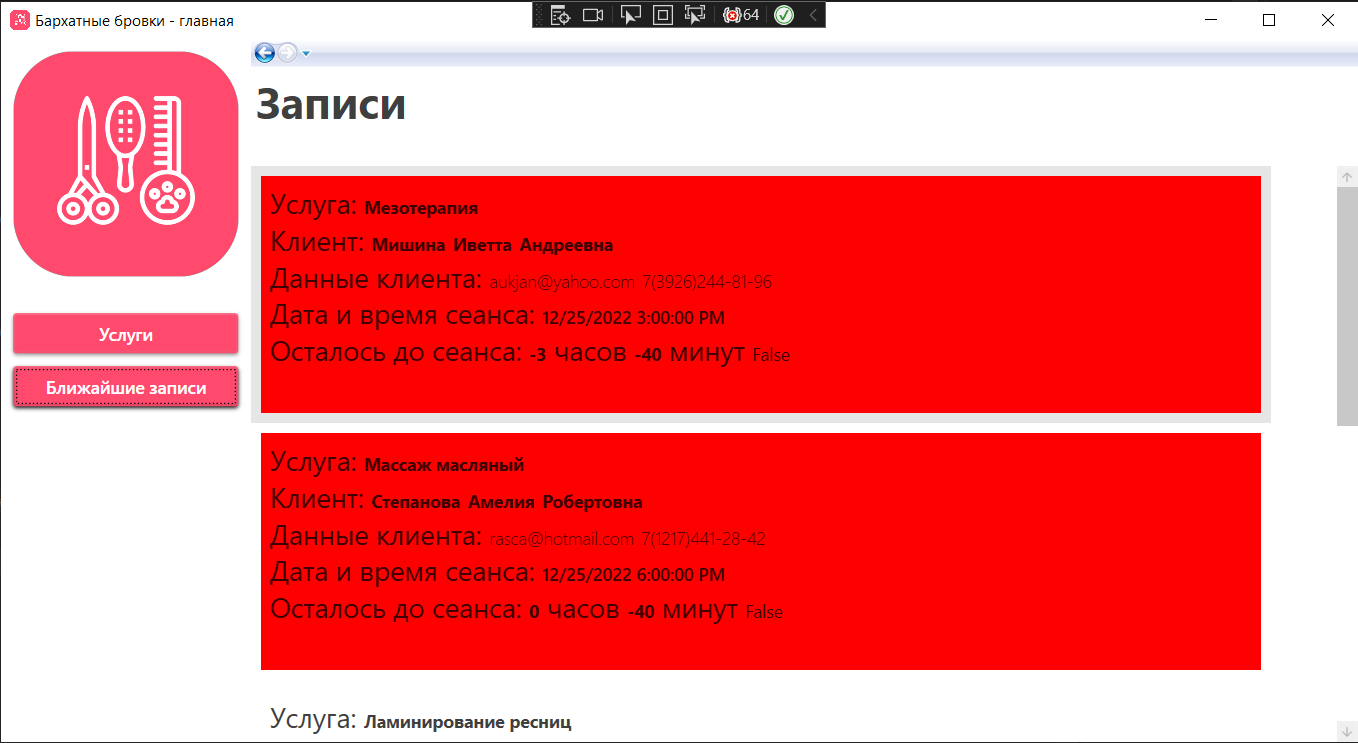 Бархатные бровки - главная
64
Записи
Услуга: Мезотерапия
Клиент: Мишина Иветта Андреевна
Данные клиента: aukjan@yahoo.com 7(3926)244-81-96
Дата и время сеанса: 12/25/2022 3:00:00 PM
Осталось до сеанса: -3 часов -40 минут False
Услуги
Ближайшие записи
Услуга: Массаж масляный
Клиент: Степанова Амелия Робертовна
Данные клиента: rasca@hotmail.com 7(1217)441-28-42
Дата и время сеанса: 12/25/2022 6:00:00 PM
Осталось до сеанса: 0 часов -40 минут False
Услуга: Ламинирование ресниц